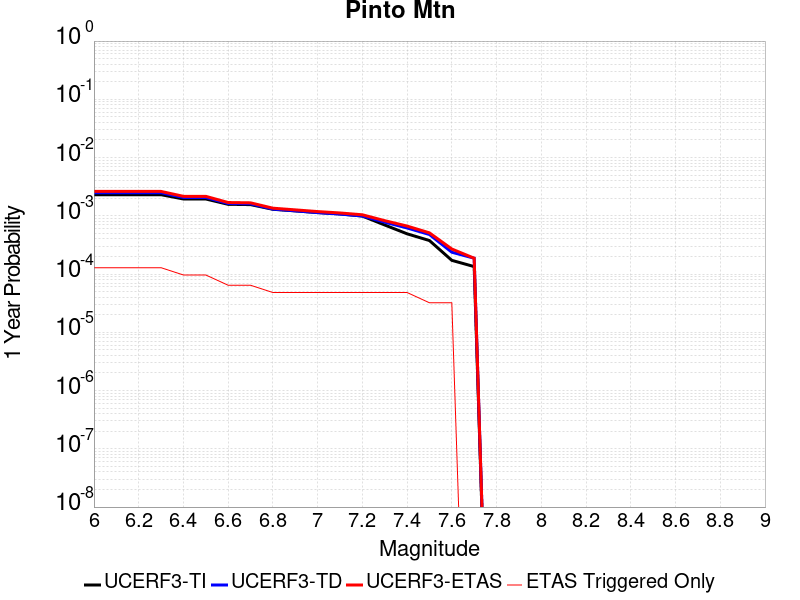 Pinto Mtn
10^0
10^-1
10^-2
10^-3
10^-4
10^-5
10^-6
10^-7
10^-8
1 Year Probability
6 6.2 6.4 6.6 6.8 7 7.2 7.4 7.6 7.8 8 8.2 8.4 8.6 8.8 9
Magnitude
UCERF3-TI UCERF3-TD UCERF3-ETAS ETAS Triggered Only